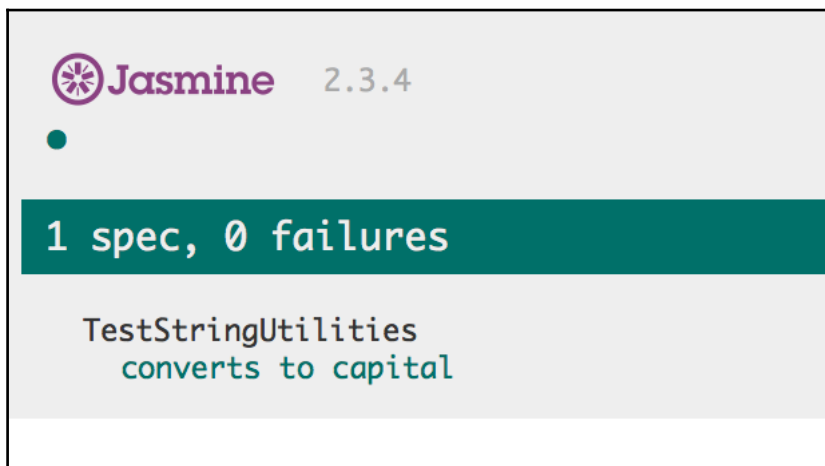 Jasmine 2.3.4
1 spec, 0 failures
TestStringUtilities
converts to capital